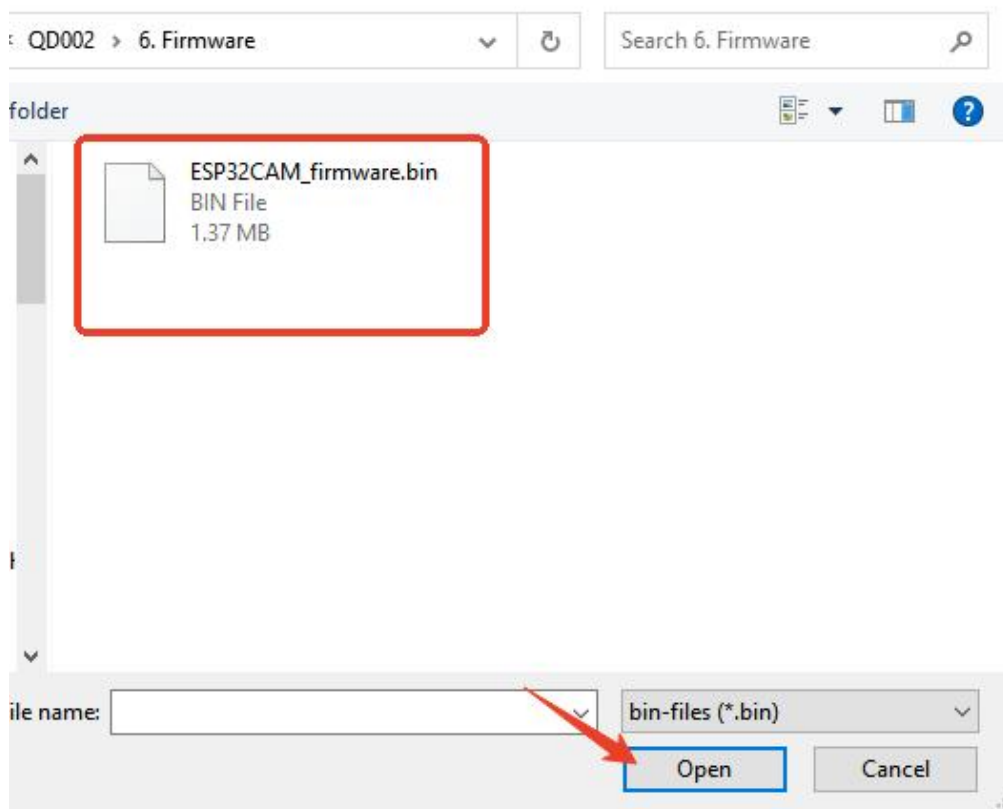 QD002 > 6. Firmware
Search 6. Firmware
folder
ESP32CAM_firmware.bin
BIN File
1.37 MB
ile name:
bin-files (*.bin)
Open
Cancel